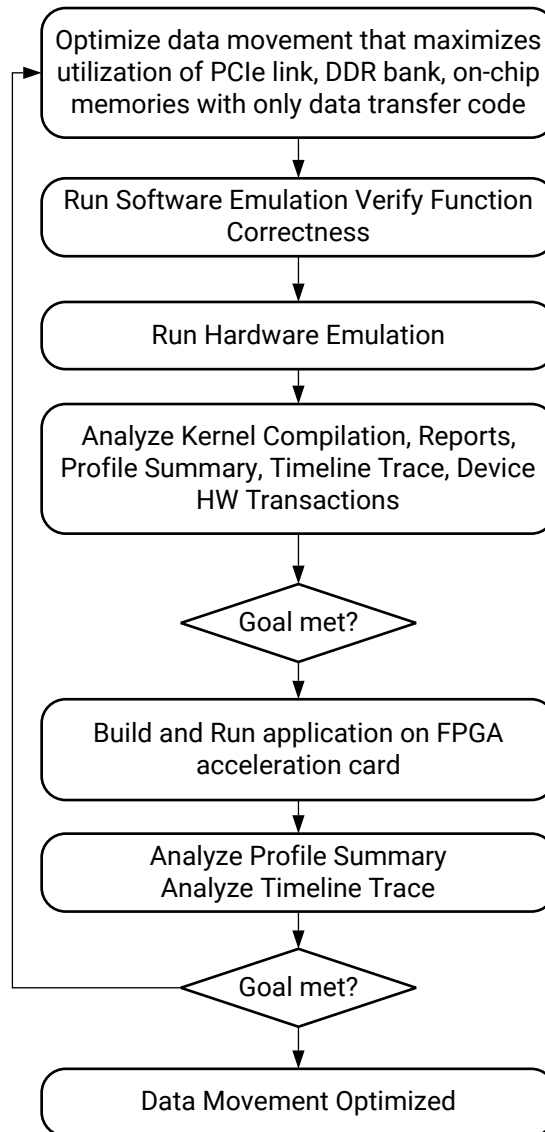 Optimize data movement that maximizes
utilization of PCIe link, DDR bank, on-chip
memories with only data transfer code
Run Software Emulation Verify Function
Correctness
Run Hardware Emulation
Analyze Kernel Compilation, Reports,
Profile Summary, Timeline Trace, Device
HW Transactions
Goal met?
Build and Run application on FPGA
acceleration card
Analyze Profile Summary
Analyze Timeline Trace
Goal met?
Data Movement Optimized